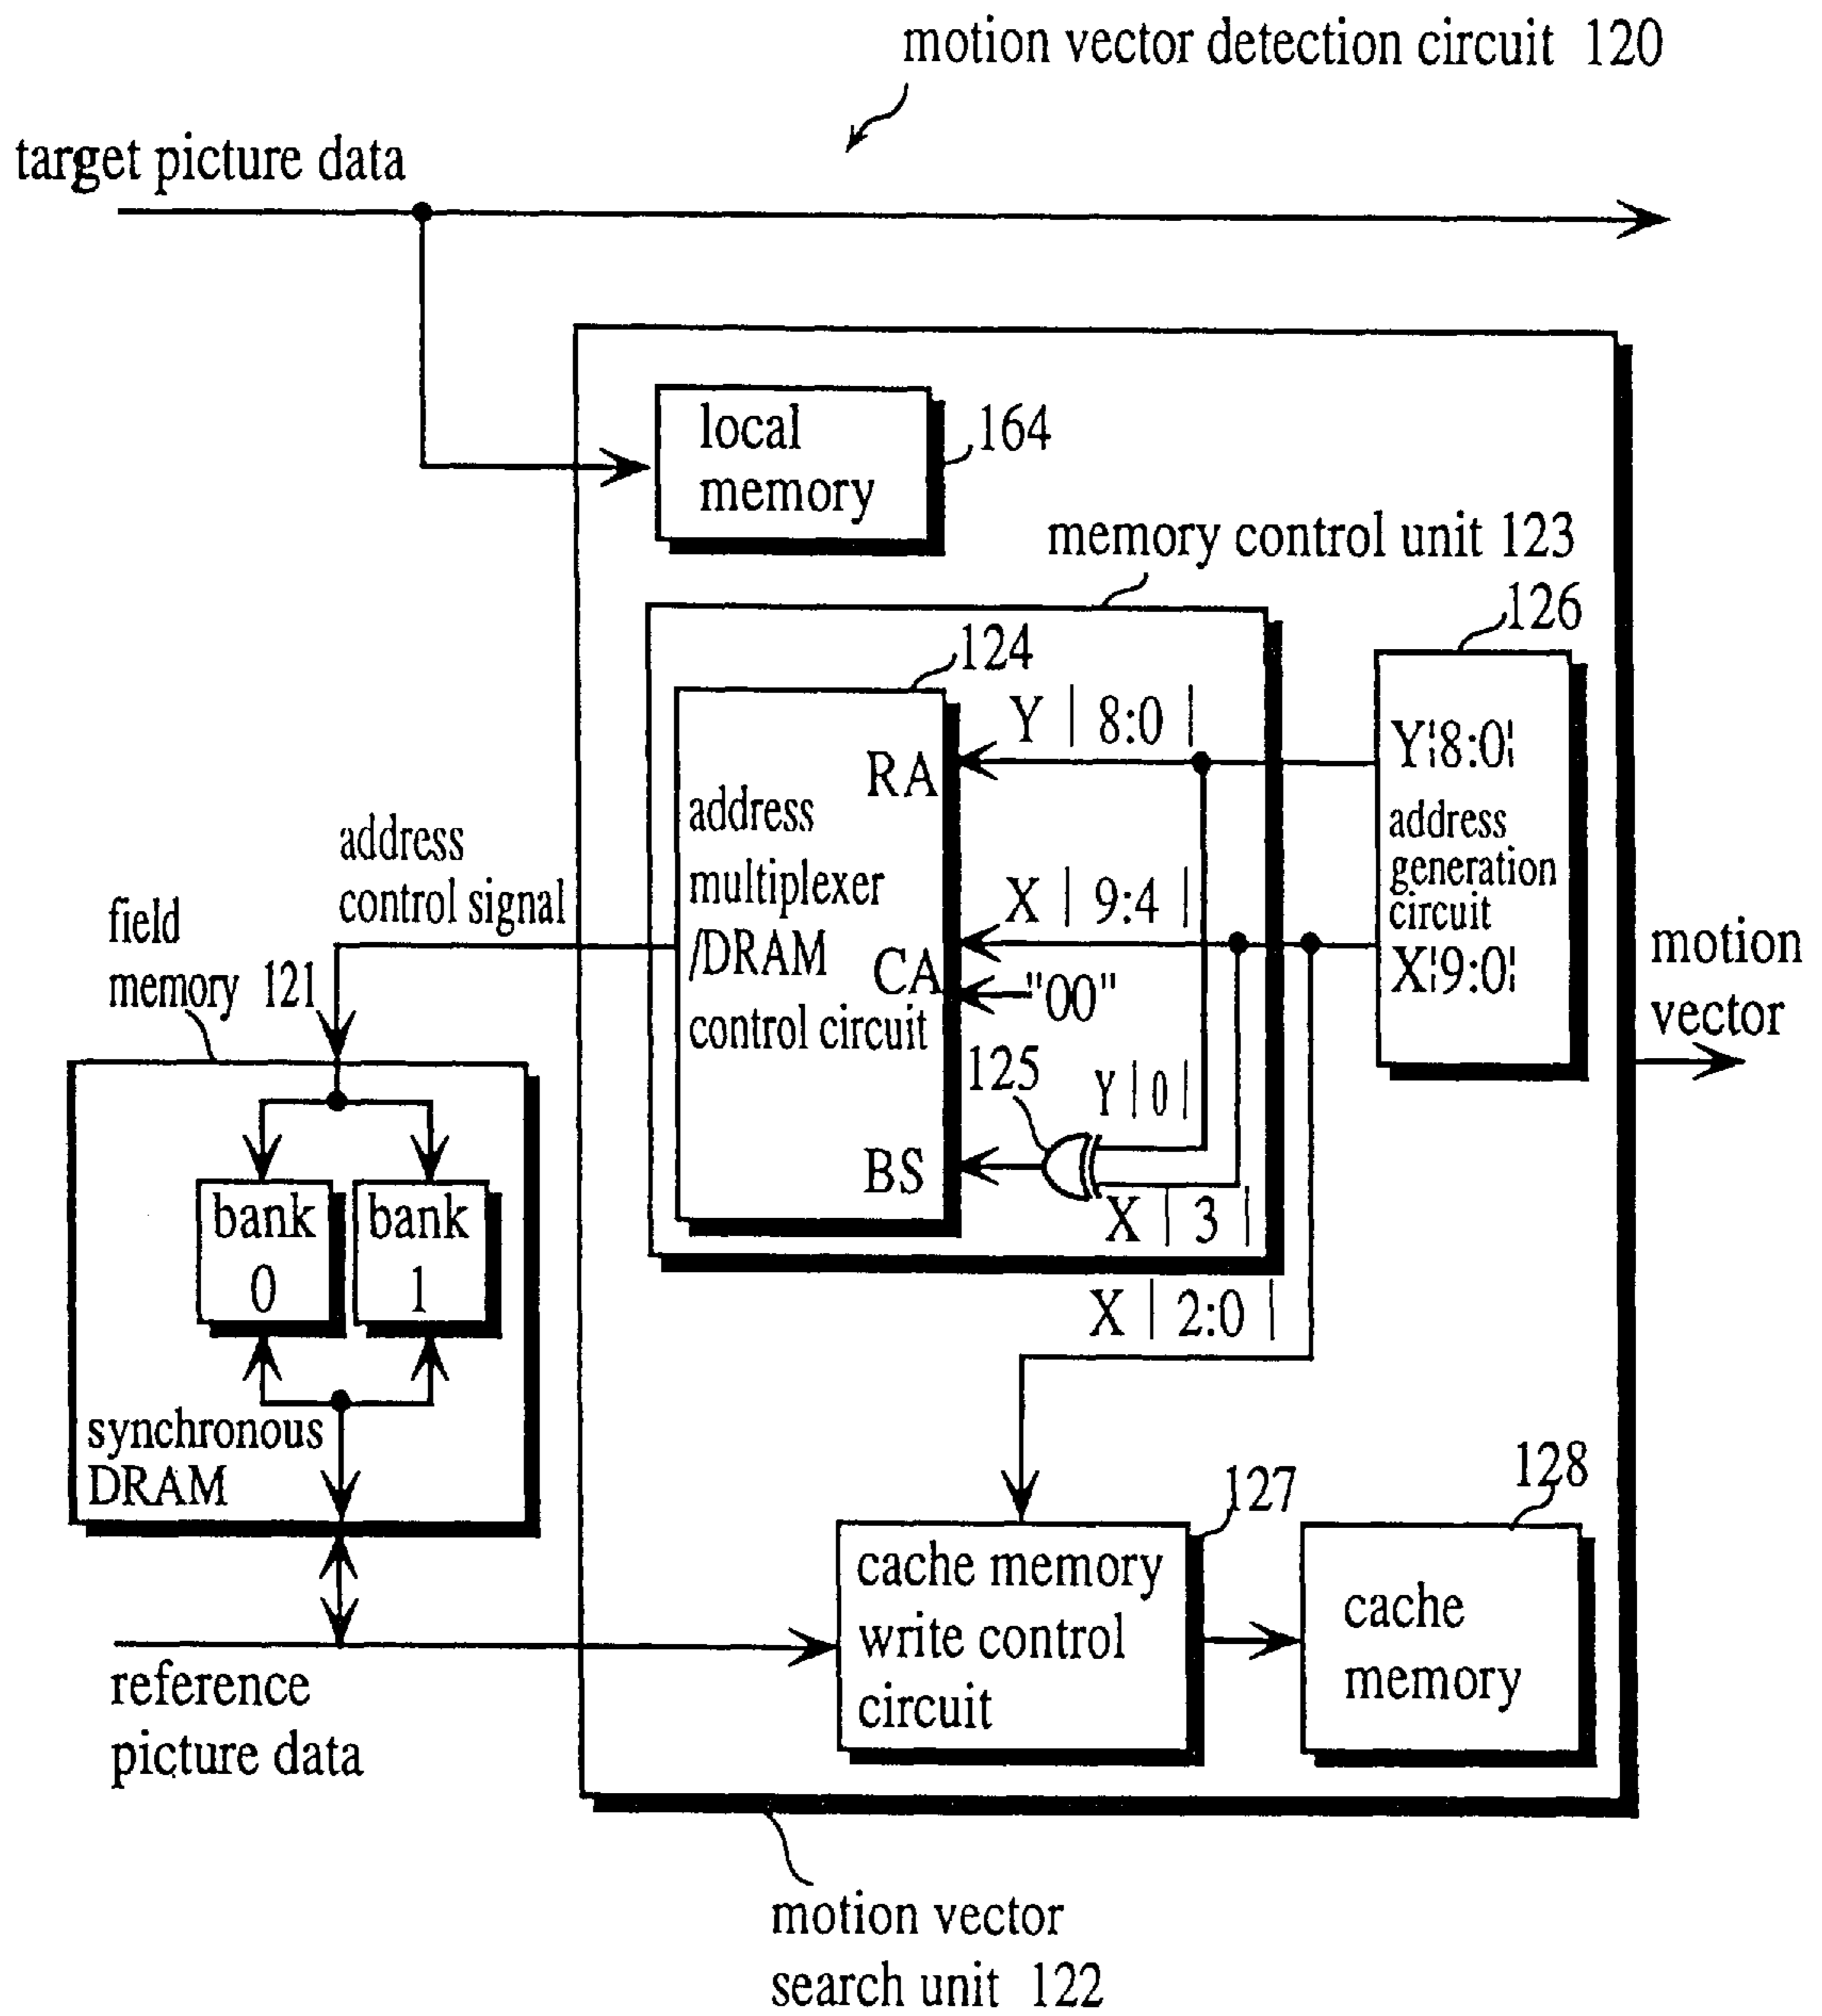 motion vector detection circuit 120
target picture data
local
memory
164
memory control unit 123
126
124
Y | 8:0 |
RA
Y¦8:0¦
address
multiplexer
/DRAM
control circuit
address
generation
circuit
X¦9:0¦
address
control signal
X | 9:4 |
CA
"00"
field
memory 121
motion
vector
125
Y | 0 |
BS
X | 3 |
bank
0
bank
1
X | 2:0 |
synchronous
DRAM
127
128
cache memory
write control
circuit
cache
memory
reference
picture data
motion vector
search unit 122